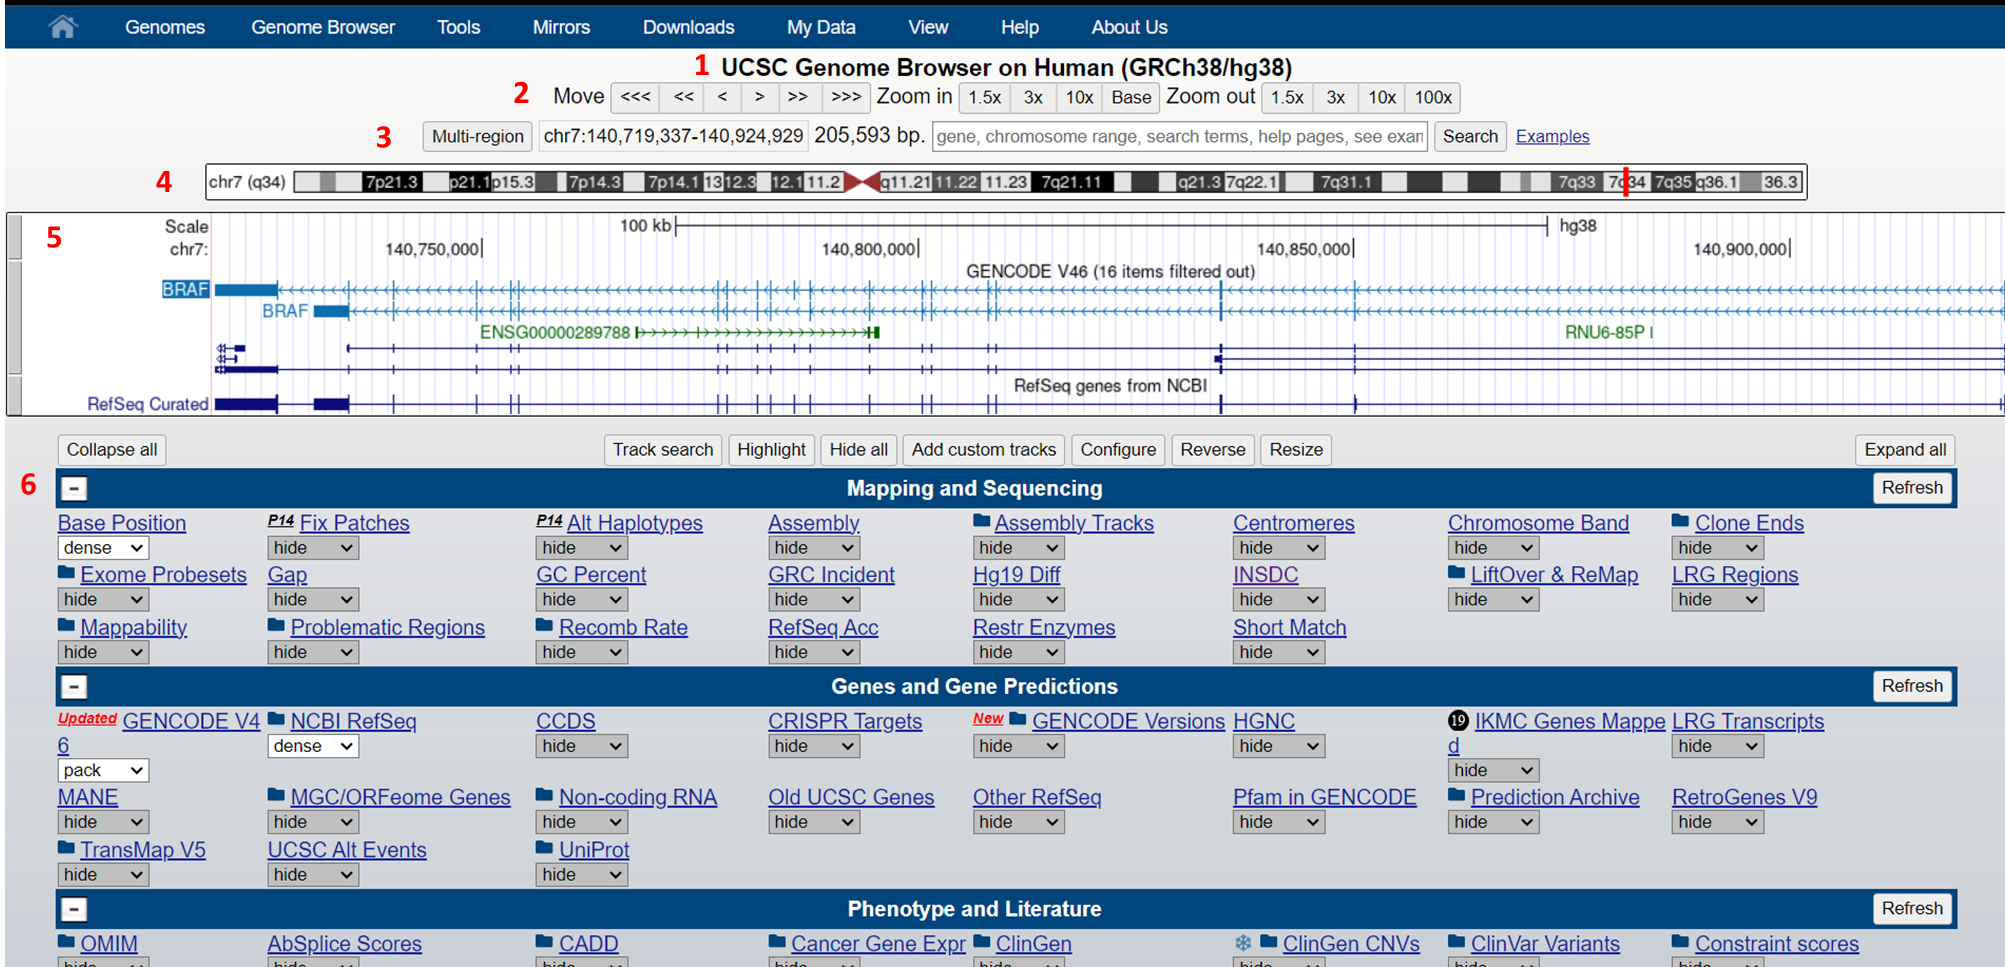 Genomes Genome Browser Tools Mirrors Downloads My Data View Help About Us
1 UCSC Genome Browser on Human (GRCh38/hg38)
2 Move <<< << < > >> >>> Zoom in 1.5x 3x 10x Base Zoom out 1.5x 3x 10x 100x
3 Multi-region chr7:140,719,337-140,924,929 205,593 bp. gene, chromosome range, search terms, help pages, see exan Search Examples
4 chr7 (q34) 7p21.3 p21.1 p15.3 7p14.3 7p14.1 13 12.3 12.1 11.2 q11.21 11.22 11.23 7q21.11 q21.3 7q22.1 7q31.1 7q33 7q34 7q35 q36.1 36.3
5 Scale 100 kb hg38
chr7: 140,750,000 140,800,000 140,850,000 140,900,000
GENCODE V46 (16 items filtered out)
BRAF
BRAF
ENSG00000289788 RNU6-85P
RefSeq genes from NCBI
RefSeq Curated
Collapse all Track search Highlight Hide all Add custom tracks Configure Reverse Resize Expand all
6 - Mapping and Sequencing Refresh
Base Position P14 Fix Patches P14 Alt Haplotypes Assembly Assembly Tracks Centromeres Chromosome Band Clone Ends
dense hide hide hide hide hide hide hide
Exome Probesets Gap GC Percent GRC Incident Hg19 Diff INSDC LiftOver & ReMap LRG Regions
hide hide hide hide hide hide hide hide
Mappability Problematic Regions Recomb Rate RefSeq Acc Restr Enzymes Short Match
hide hide hide hide hide hide
- Genes and Gene Predictions Refresh
Updated GENCODE V4 NCBI RefSeq CCDS CRISPR Targets New GENCODE Versions HGNC 19 IKMC Genes Mappe LRG Transcripts
6 dense hide hide hide hide d hide
pack hide
MANE MGC/ORFeome Genes Non-coding RNA Old UCSC Genes Other RefSeq Pfam in GENCODE Prediction Archive RetroGenes V9
hide hide hide hide hide hide hide hide
TransMap V5 UCSC Alt Events UniProt
hide hide hide
- Phenotype and Literature Refresh
OMIM AbSplice Scores CADD Cancer Gene Expr ClinGen ClinGen CNVs ClinVar Variants Constraint scores
hide hide hide hide hide hide hide hide